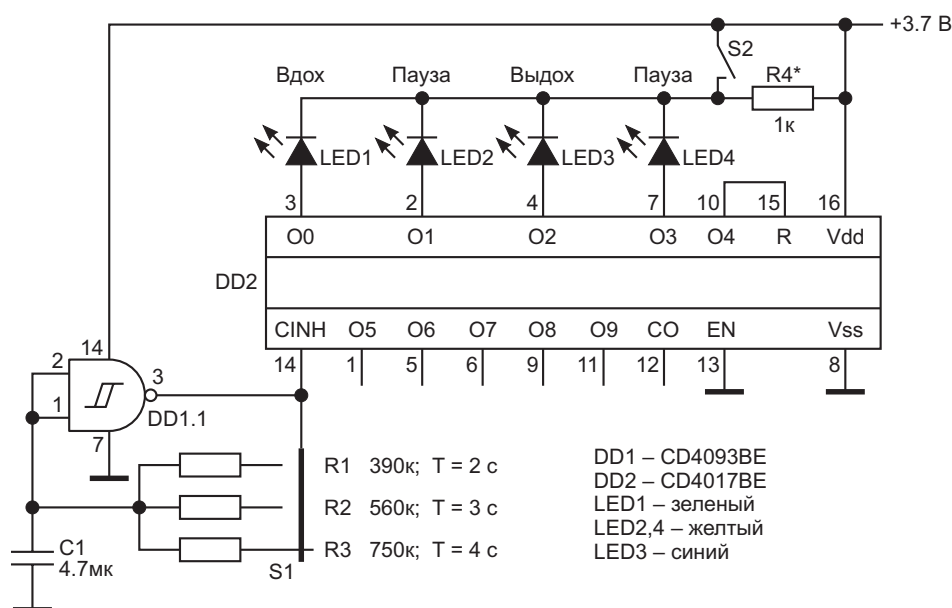 +3.7 В
S2
Вдох Пауза Выдох Пауза R4*
1к
LED1 LED2 LED3 LED4
3 2 4 7 10 15 16
O0 O1 O2 O3 O4 R Vdd
DD2
CINH O5 O6 O7 O8 O9 CO EN Vss
14 1 5 6 9 11 12 13 8
14
2 3
1
DD1.1
7
R1 390к; T = 2 с
R2 560к; T = 3 с
R3 750к; T = 4 с
S1
C1
4.7мк
DD1 – CD4093BE
DD2 – CD4017BE
LED1 – зеленый
LED2,4 – желтый
LED3 – синий